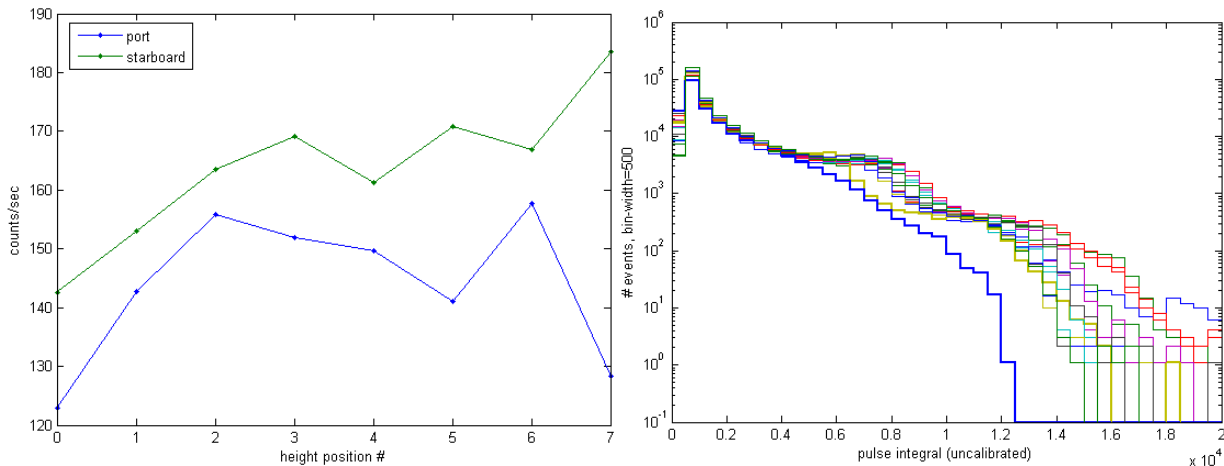 190
180
170
160
150
140
130
120
counts/sec
port
starboard
0 1 2 3 4 5 6 7
height position #
10^6
10^5
10^4
10^3
10^2
10^1
10^0
10^-1
# events, bin-width=500
0 0.2 0.4 0.6 0.8 1 1.2 1.4 1.6 1.8 2
x 10^4
pulse integral (uncalibrated)